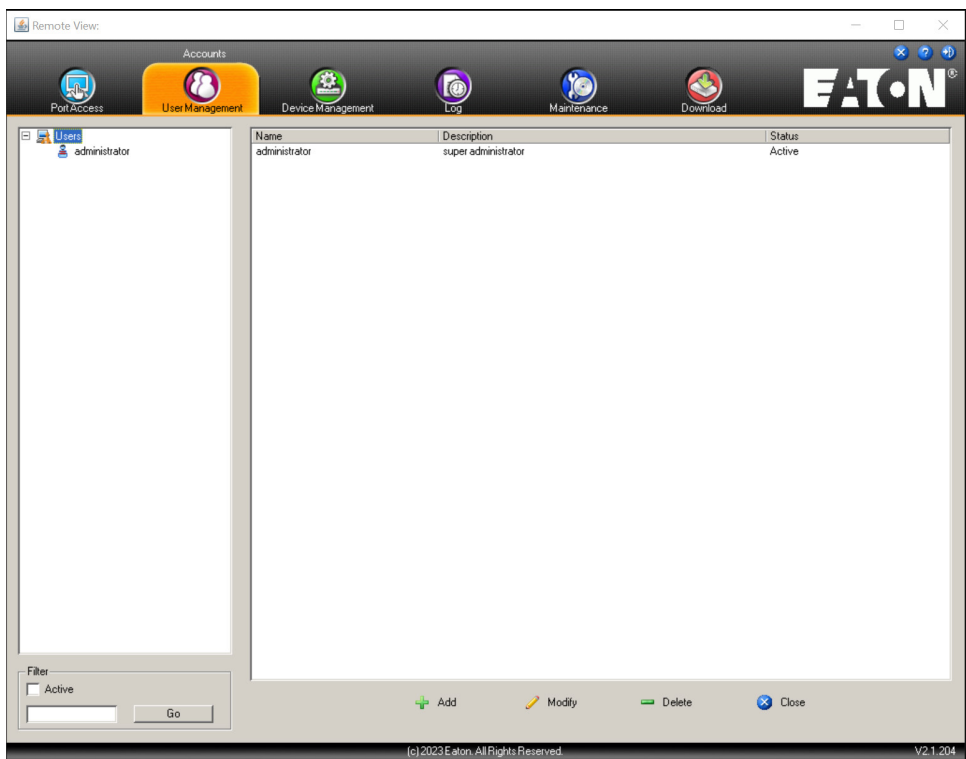 Remote View:
Accounts
Port Access
User Management
Device Management
Log
Maintenance
Download
EATON®
Users
administrator
Name Description Status
administrator super administrator Active
Filter
Active
Go
Add Modify Delete Close
(c) 2023 Eaton. All Rights Reserved.
V2.1.204